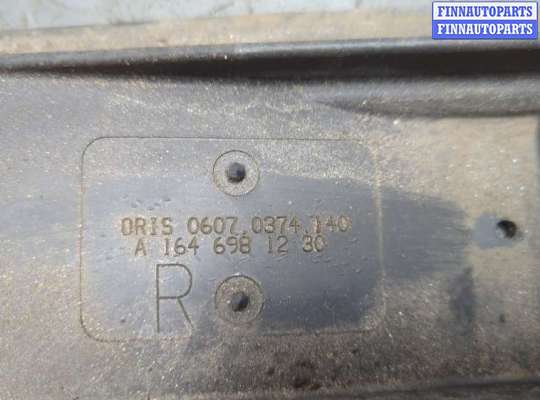 FINNAUTOPARTS
FINNAUTOPARTS
ORIS 0607.0374.140
A 164 698 12 30
R